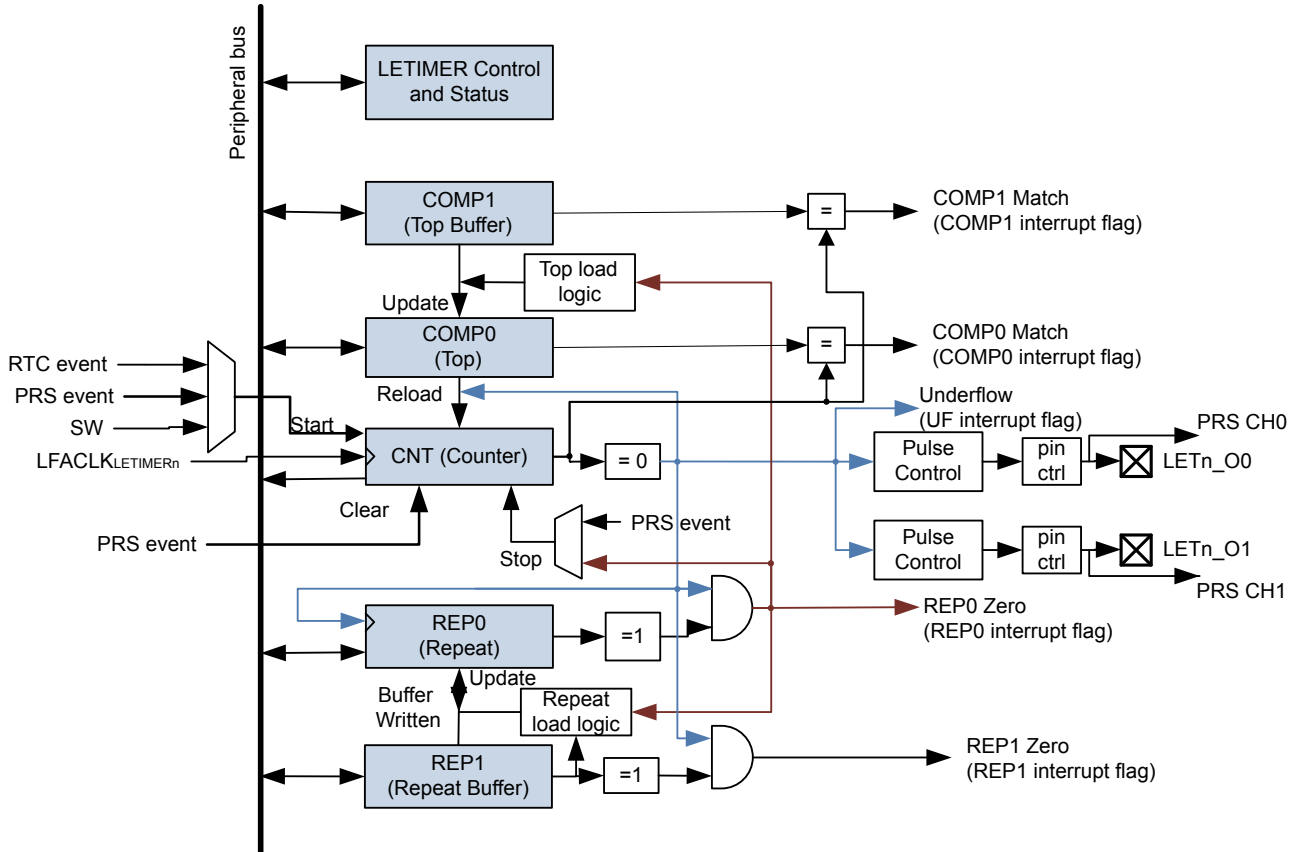 Peripheral bus
LETIMER Control
and Status
COMP1
(Top Buffer)
=
COMP1 Match
(COMP1 interrupt flag)
Top load
logic
Update
COMP0
(Top)
=
COMP0 Match
(COMP0 interrupt flag)
RTC event
PRS event
SW
LFACLKLETIMERn
Start
Reload
CNT (Counter)
= 0
Underflow
(UF interrupt flag)
Pulse
Control
pin
ctrl
PRS CH0
LETn_O0
Clear
PRS event
Stop
PRS event
Pulse
Control
pin
ctrl
LETn_O1
PRS CH1
REP0
(Repeat)
=1
REP0 Zero
(REP0 interrupt flag)
Update
Buffer
Written
Repeat
load logic
REP1
(Repeat Buffer)
=1
REP1 Zero
(REP1 interrupt flag)